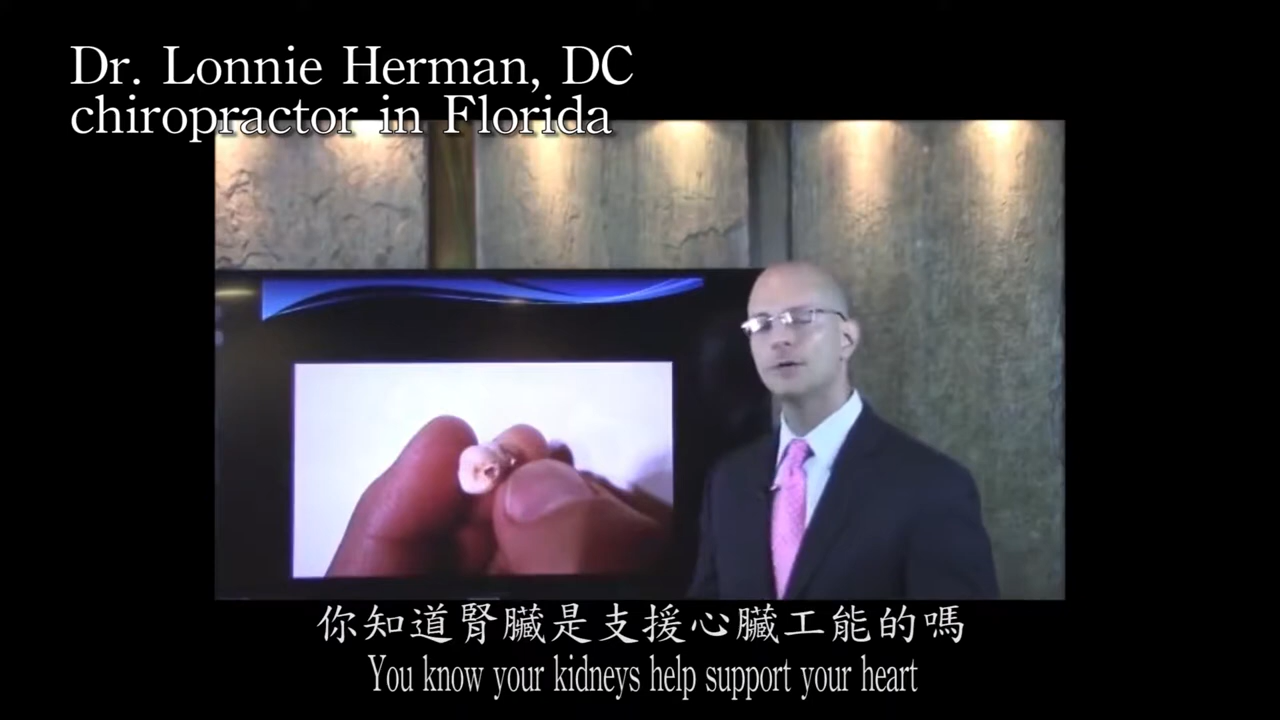 Dr. Lonnie Herman, DC
chiropractor in Florida
你知道腎臟是支援心臟工能的嗎
You know your kidneys help support your heart